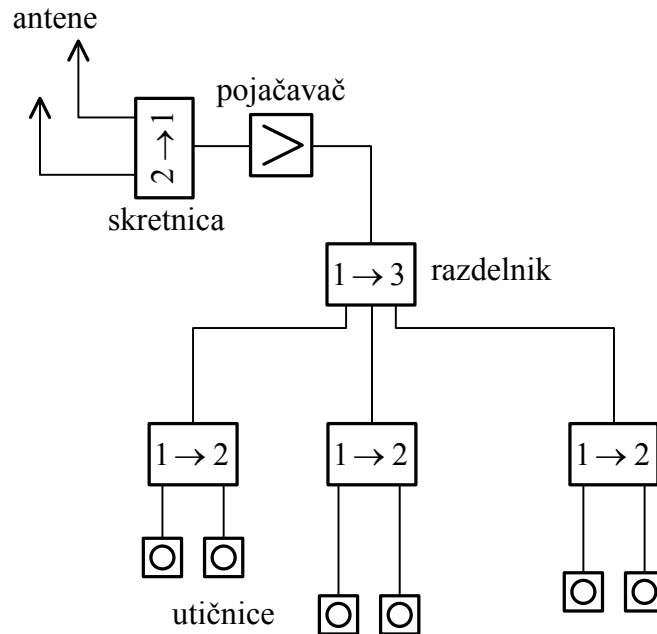 antene
pojačavač
2 → 1
skretnica
1 → 3
razdelnik
1 → 2
1 → 2
1 → 2
utičnice